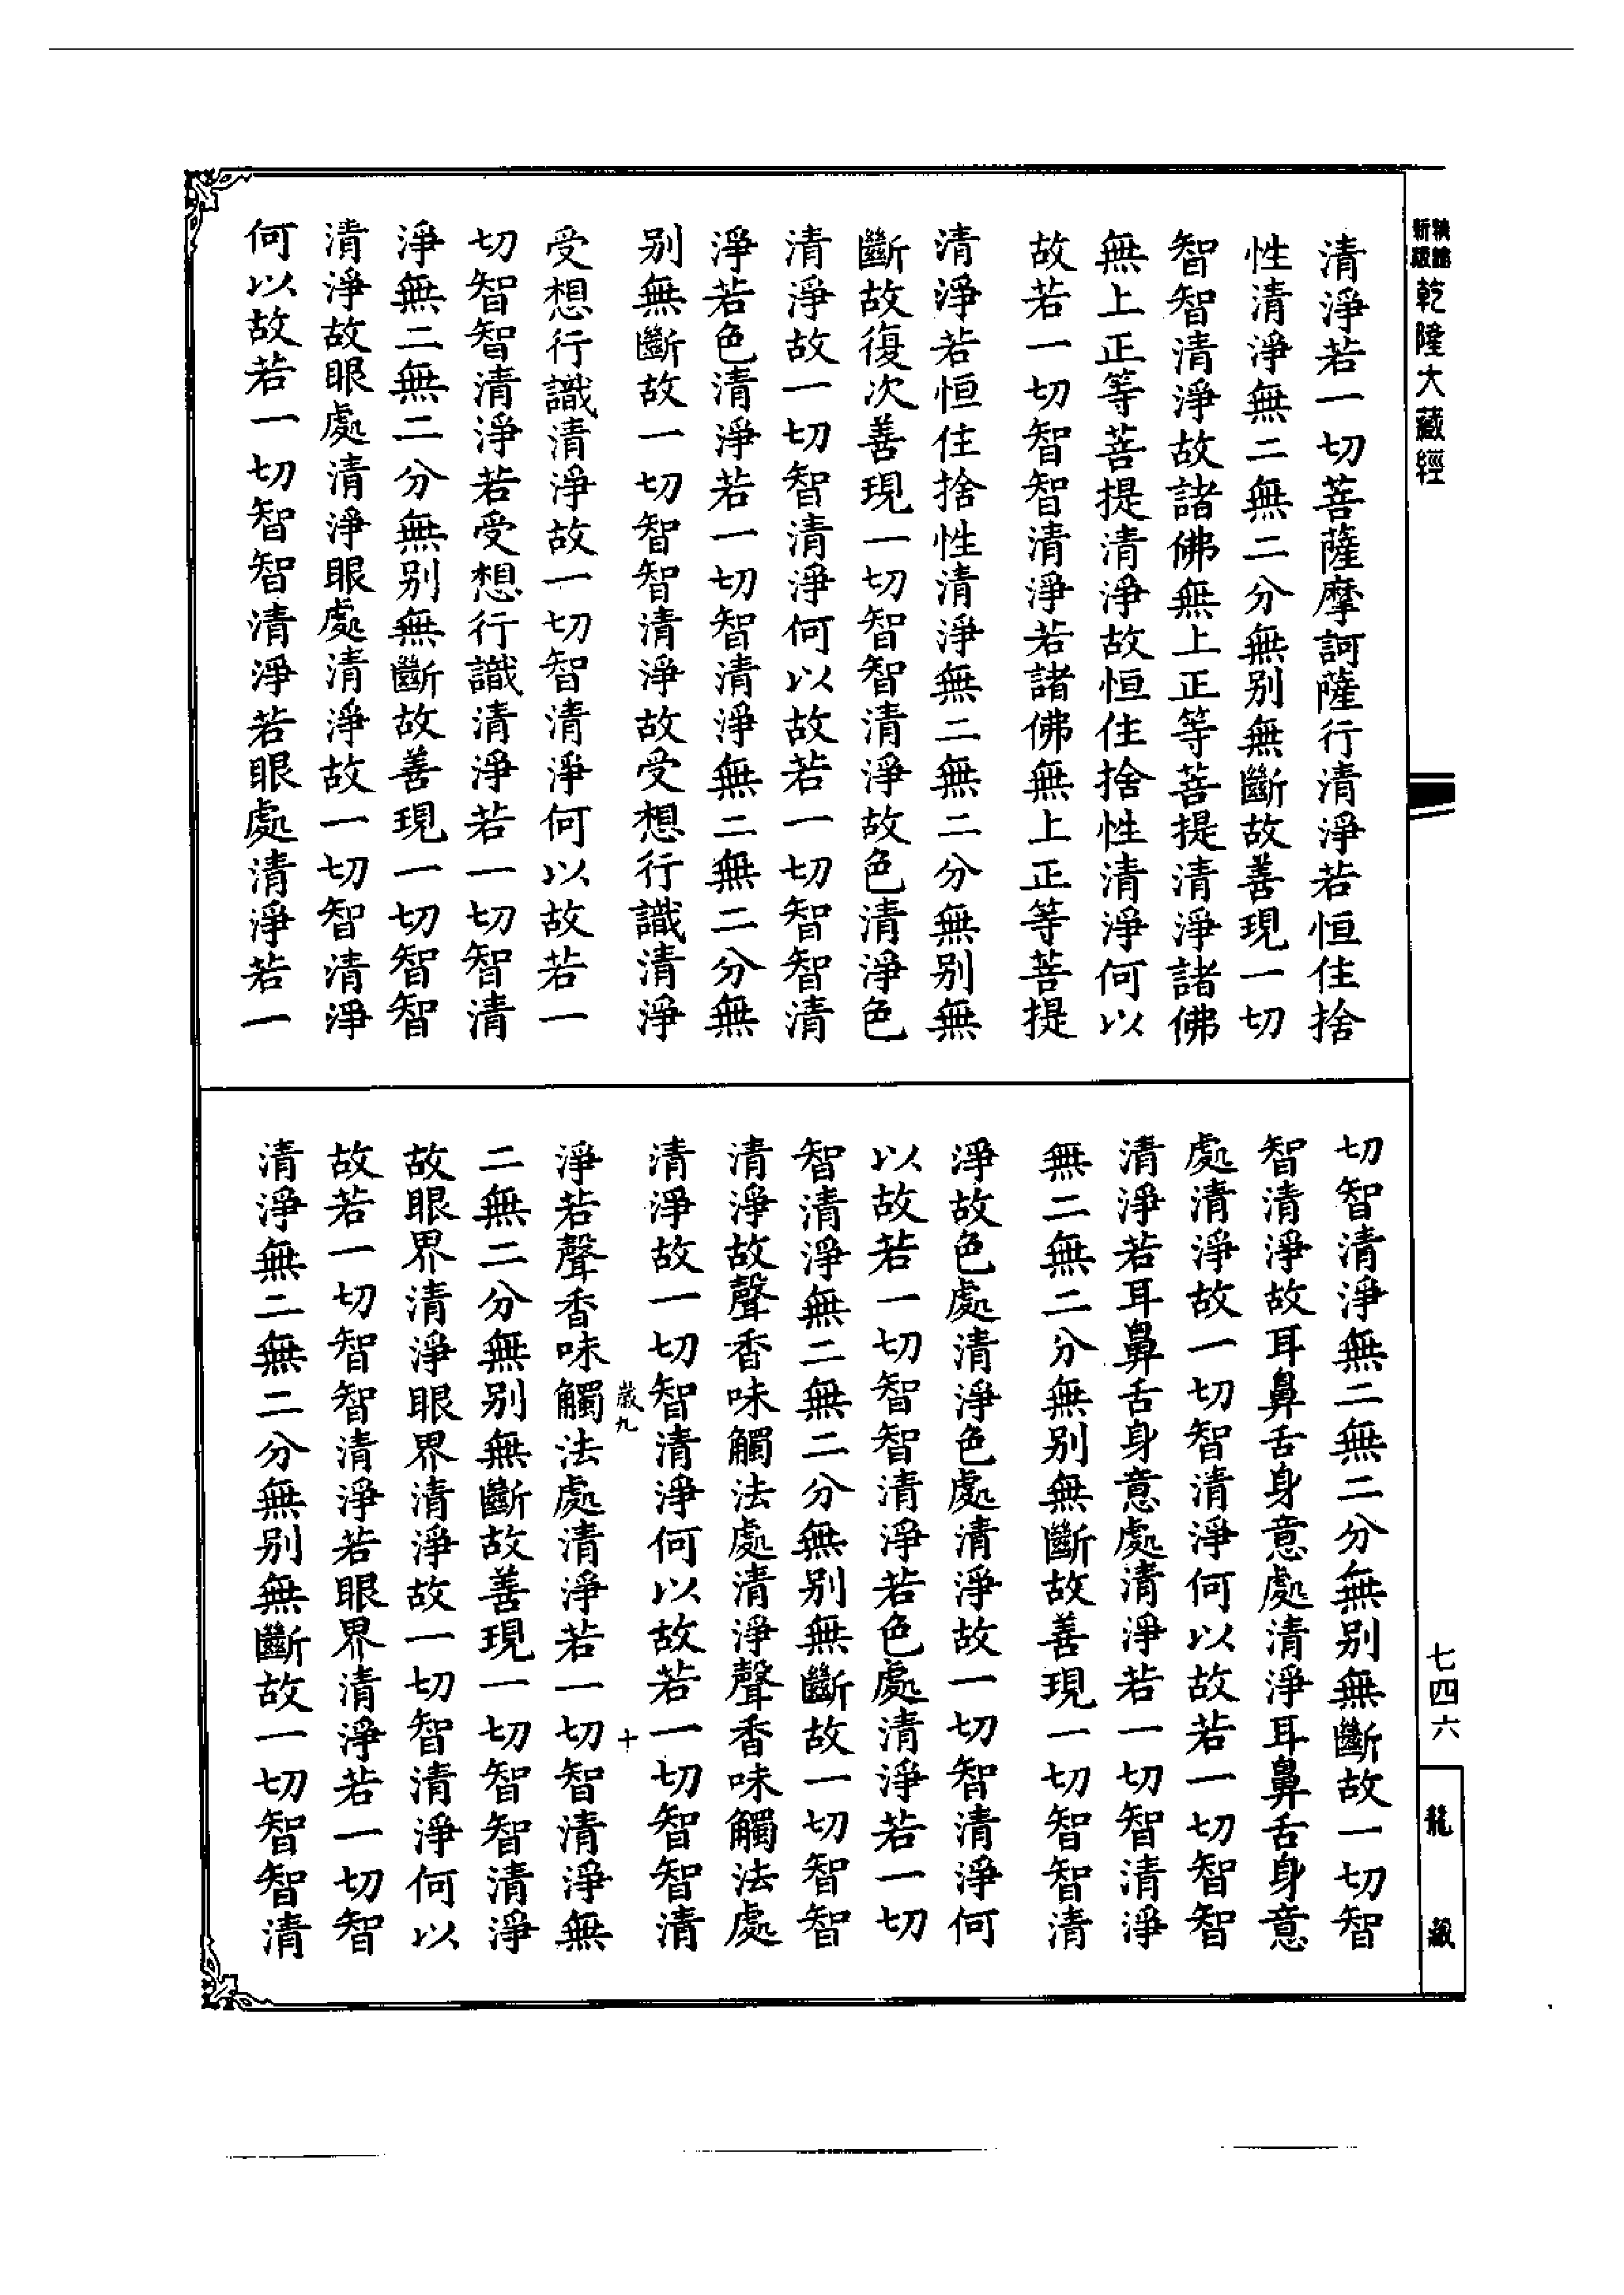 乾隆大藏經
清淨若一切菩薩摩訶薩行清淨若恒住捨
性清淨無二無二分無别無斷故善現一切
智智清淨故諸佛無上正等菩提清淨諸佛
無上正等菩提清淨故恒住捨性清淨何以
故若一切智智清淨若諸佛無上正等菩提
清淨若恒住捨性清淨無二無二分無别無
斷故復次善現一切智智清淨故色清淨色
清淨故一切智清淨何以故若一切智智清
淨若色清淨若一切智清淨無二無二分無
别無斷故一切智智清淨故受想行識清淨
受想行識清淨故一切智清淨何以故若一
切智智清淨若受想行識清淨若一切智清
淨無二無二分無别無斷故善現一切智智
清淨故眼處清淨眼處清淨故一切智清淨
何以故若一切智智清淨若眼處清淨若一
七四六
龍藏
切智清淨無二無二分無别無斷故一切智
智清淨故耳鼻舌身意處清淨耳鼻舌身意
處清淨故一切智清淨何以故若一切智智
清淨若耳鼻舌身意處清淨若一切智清淨
無二無二分無别無斷故善現一切智智清
淨故色處清淨色處清淨故一切智清淨何
以故若一切智智清淨若色處清淨若一切
智清淨無二無二分無别無斷故一切智智
清淨故聲香味觸法處清淨聲香味觸法處
清淨故一切智清淨何以故若一切智智清
歲九 十
淨若聲香味觸法處清淨若一切智清淨無
二無二分無别無斷故善現一切智智清淨
故眼界清淨眼界清淨故一切智清淨何以
故若一切智智清淨若眼界清淨若一切智
清淨無二無二分無别無斷故一切智智清